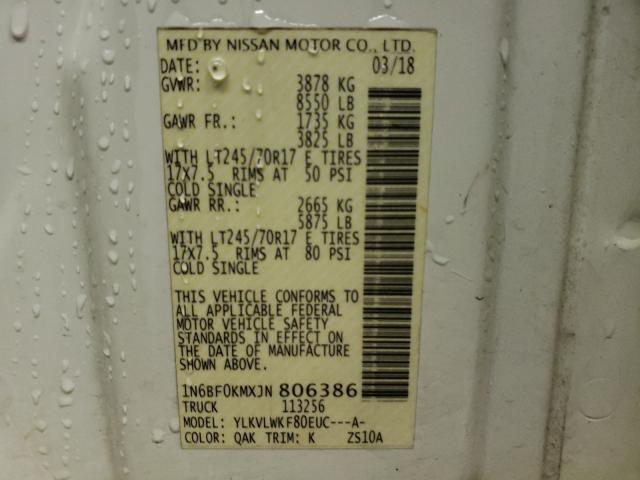 MFD BY NISSAN MOTOR CO., LTD.
DATE: 03/18
GVWR: 3878 KG
8550 LB
GAWR FR.: 1735 KG
3825 LB
WITH LT245/70R17 E TIRES
17X7.5 RIMS AT 50 PSI
COLD SINGLE
GAWR RR.: 2665 KG
5875 LB
WITH LT245/70R17 E TIRES
17X7.5 RIMS AT 80 PSI
COLD SINGLE
THIS VEHICLE CONFORMS TO
ALL APPLICABLE FEDERAL
MOTOR VEHICLE SAFETY
STANDARDS IN EFFECT ON
THE DATE OF MANUFACTURE
SHOWN ABOVE.
1N6BF0KMXJN 806386
TRUCK 113256
MODEL: YLKVLWKF80EUC---A-
COLOR: QAK TRIM: K ZS10A